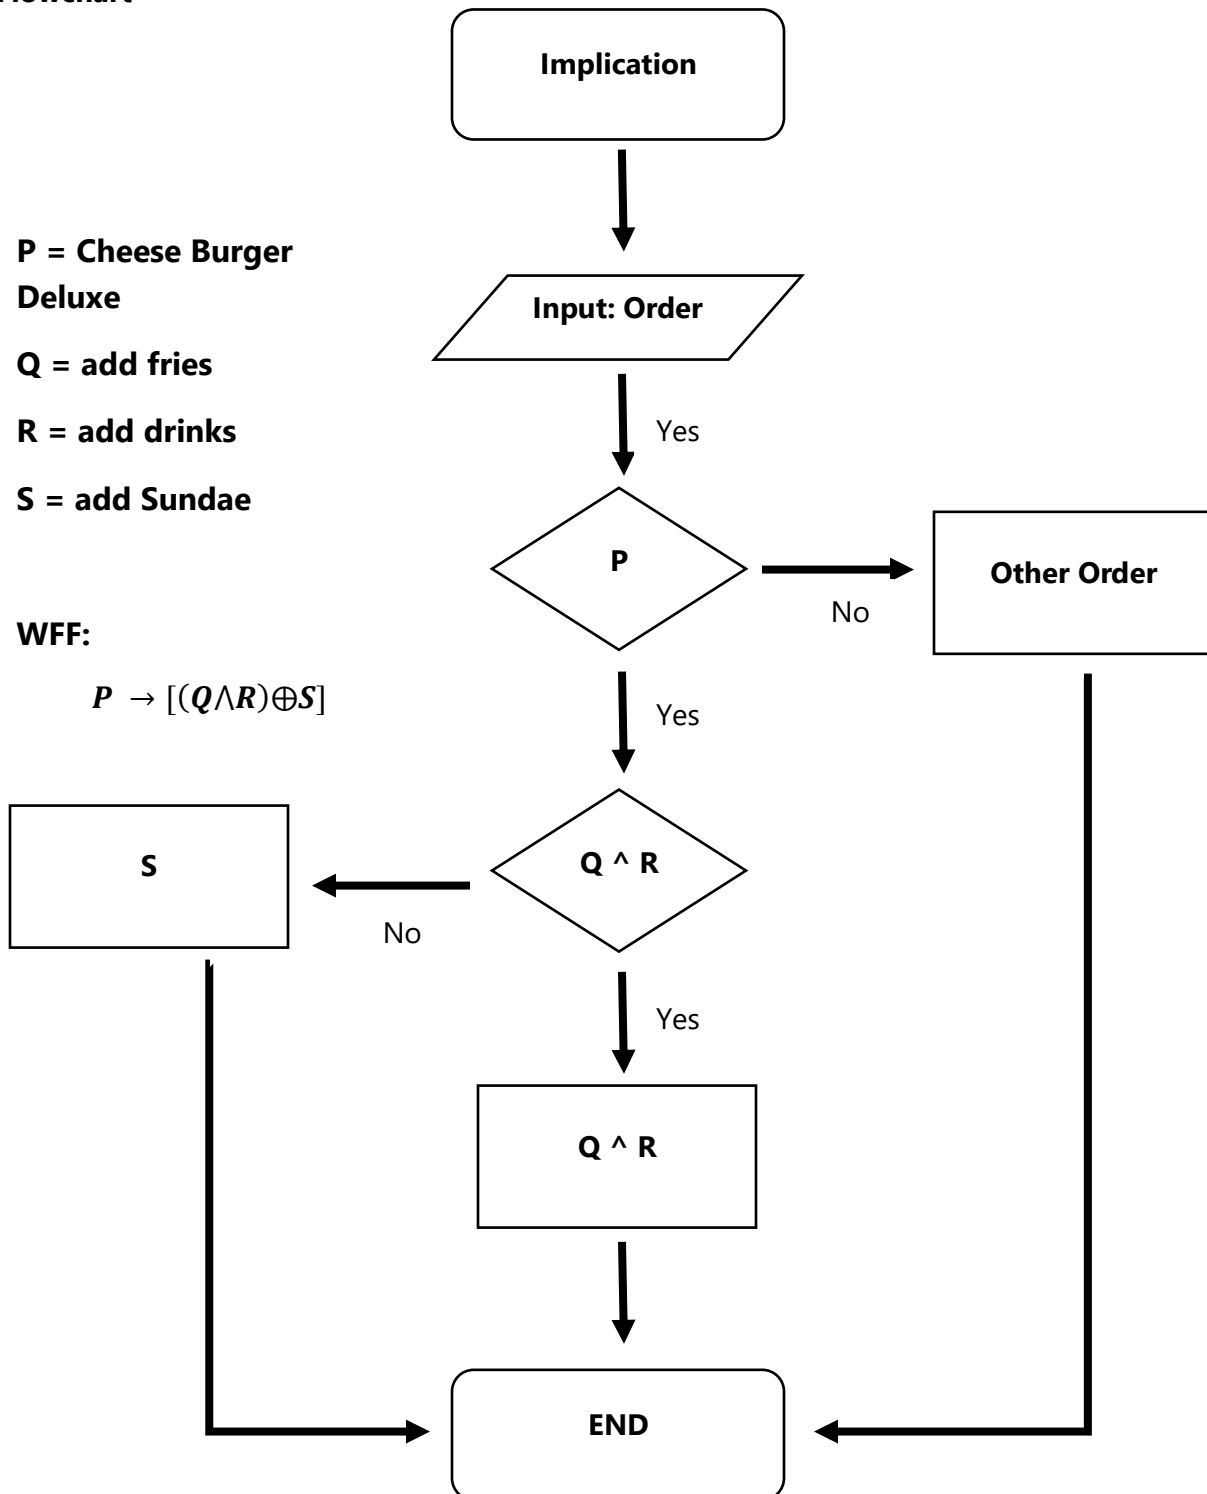 Flowchart
Implication
P = Cheese Burger
Deluxe
Q = add fries
R = add drinks
S = add Sundae
WFF:
P → [(Q⋀R)⊕S]
Input: Order
Yes
P
No
Other Order
Yes
Q ^ R
No
S
Yes
Q ^ R
END